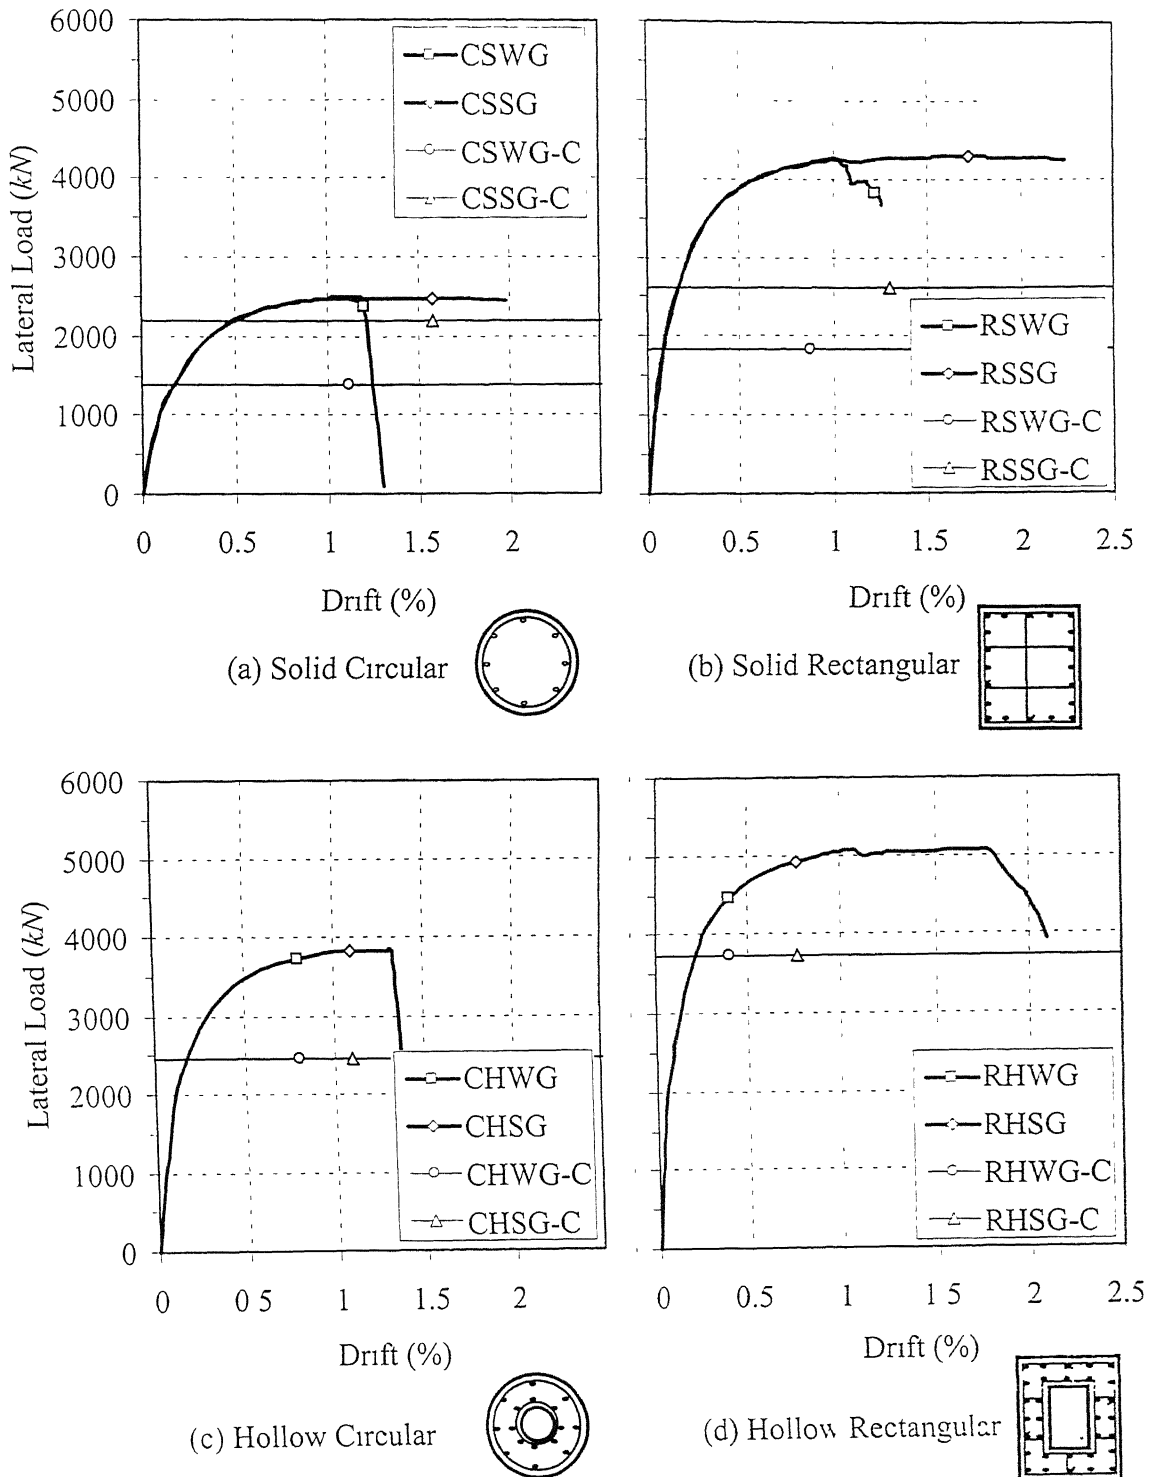 6000
5000
4000
3000
2000
1000
0
Lateral Load (kN)
CSWG
CSSG
CSWG-C
CSSG-C
0 0.5 1 1.5 2
Drift (%)
(a) Solid Circular
RSWG
RSSG
RSWG-C
RSSG-C
0 0.5 1 1.5 2 2.5
Drift (%)
(b) Solid Rectangular
6000
5000
4000
3000
2000
1000
0
Lateral Load (kN)
CHWG
CHSG
CHWG-C
CHSG-C
0 0 5 1 1.5 2
Drift (%)
(c) Hollow Circular
RHWG
RHSG
RHWG-C
RHSG-C
0 0.5 1 1 5 2 2.5
Drift (%)
(d) Hollow Rectangular